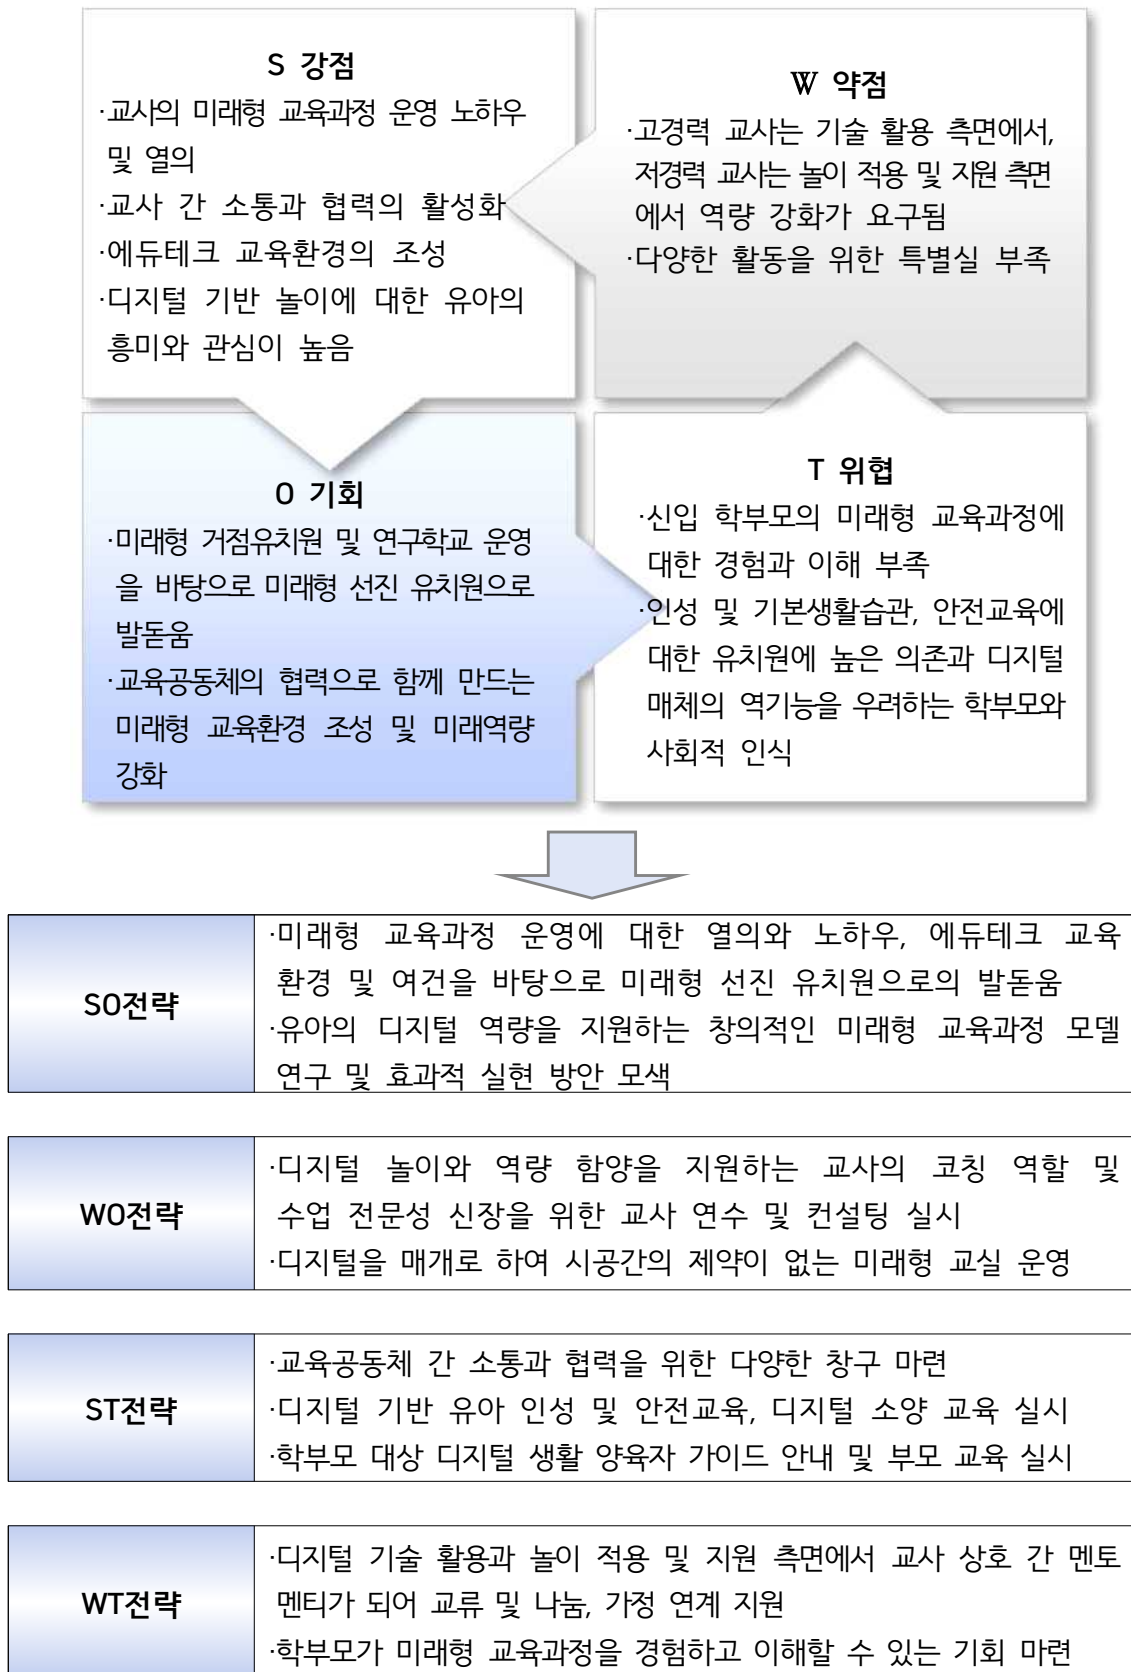 S 강점
·교사의 미래형 교육과정 운영 노하우
및 열의
·교사 간 소통과 협력의 활성화
·에듀테크 교육환경의 조성
·디지털 기반 놀이에 대한 유아의
흥미와 관심이 높음
W 약점
·고경력 교사는 기술 활용 측면에서,
저경력 교사는 놀이 적용 및 지원 측면
에서 역량 강화가 요구됨
·다양한 활동을 위한 특별실 부족
O 기회
·미래형 거점유치원 및 연구학교 운영
을 바탕으로 미래형 선진 유치원으로
발돋움
·교육공동체의 협력으로 함께 만드는
미래형 교육환경 조성 및 미래역량
강화
T 위협
·신입 학부모의 미래형 교육과정에
대한 경험과 이해 부족
·인성 및 기본생활습관, 안전교육에
대한 유치원에 높은 의존과 디지털
매체의 역기능을 우려하는 학부모와
사회적 인식
SO전략
·미래형 교육과정 운영에 대한 열의와 노하우, 에듀테크 교육
환경 및 여건을 바탕으로 미래형 선진 유치원으로의 발돋움
·유아의 디지털 역량을 지원하는 창의적인 미래형 교육과정 모델
연구 및 효과적 실현 방안 모색
WO전략
·디지털 놀이와 역량 함양을 지원하는 교사의 코칭 역할 및
수업 전문성 신장을 위한 교사 연수 및 컨설팅 실시
·디지털을 매개로 하여 시공간의 제약이 없는 미래형 교실 운영
ST전략
·교육공동체 간 소통과 협력을 위한 다양한 창구 마련
·디지털 기반 유아 인성 및 안전교육, 디지털 소양 교육 실시
·학부모 대상 디지털 생활 양육자 가이드 안내 및 부모 교육 실시
WT전략
·디지털 기술 활용과 놀이 적용 및 지원 측면에서 교사 상호 간 멘토
멘티가 되어 교류 및 나눔, 가정 연계 지원
·학부모가 미래형 교육과정을 경험하고 이해할 수 있는 기회 마련